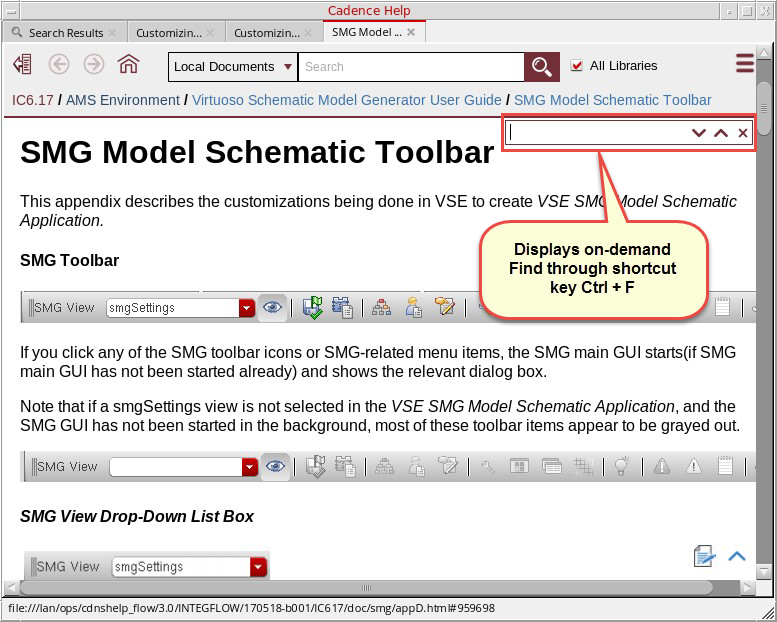 Cadence Help
Search Results
Customizin...
Customizin...
SMG Model ...
Local Documents
Search
All Libraries
IC6.17 / AMS Environment / Virtuoso Schematic Model Generator User Guide / SMG Model Schematic Toolbar
SMG Model Schematic Toolbar
This appendix describes the customizations being done in VSE to create VSE SMG Model Schematic
Application.
Displays on-demand
Find through shortcut
key Ctrl + F
SMG Toolbar
SMG View smgSettings
If you click any of the SMG toolbar icons or SMG-related menu items, the SMG main GUI starts(if SMG
main GUI has not been started already) and shows the relevant dialog box.
Note that if a smgSettings view is not selected in the VSE SMG Model Schematic Application, and the
SMG GUI has not been started in the background, most of these toolbar items appear to be grayed out.
SMG View
SMG View Drop-Down List Box
SMG View smgSettings
file:///lan/ops/cdnshelp_flow/3.0/INTEGFLOW/170518-b001/IC617/doc/smg/appD.html#959698